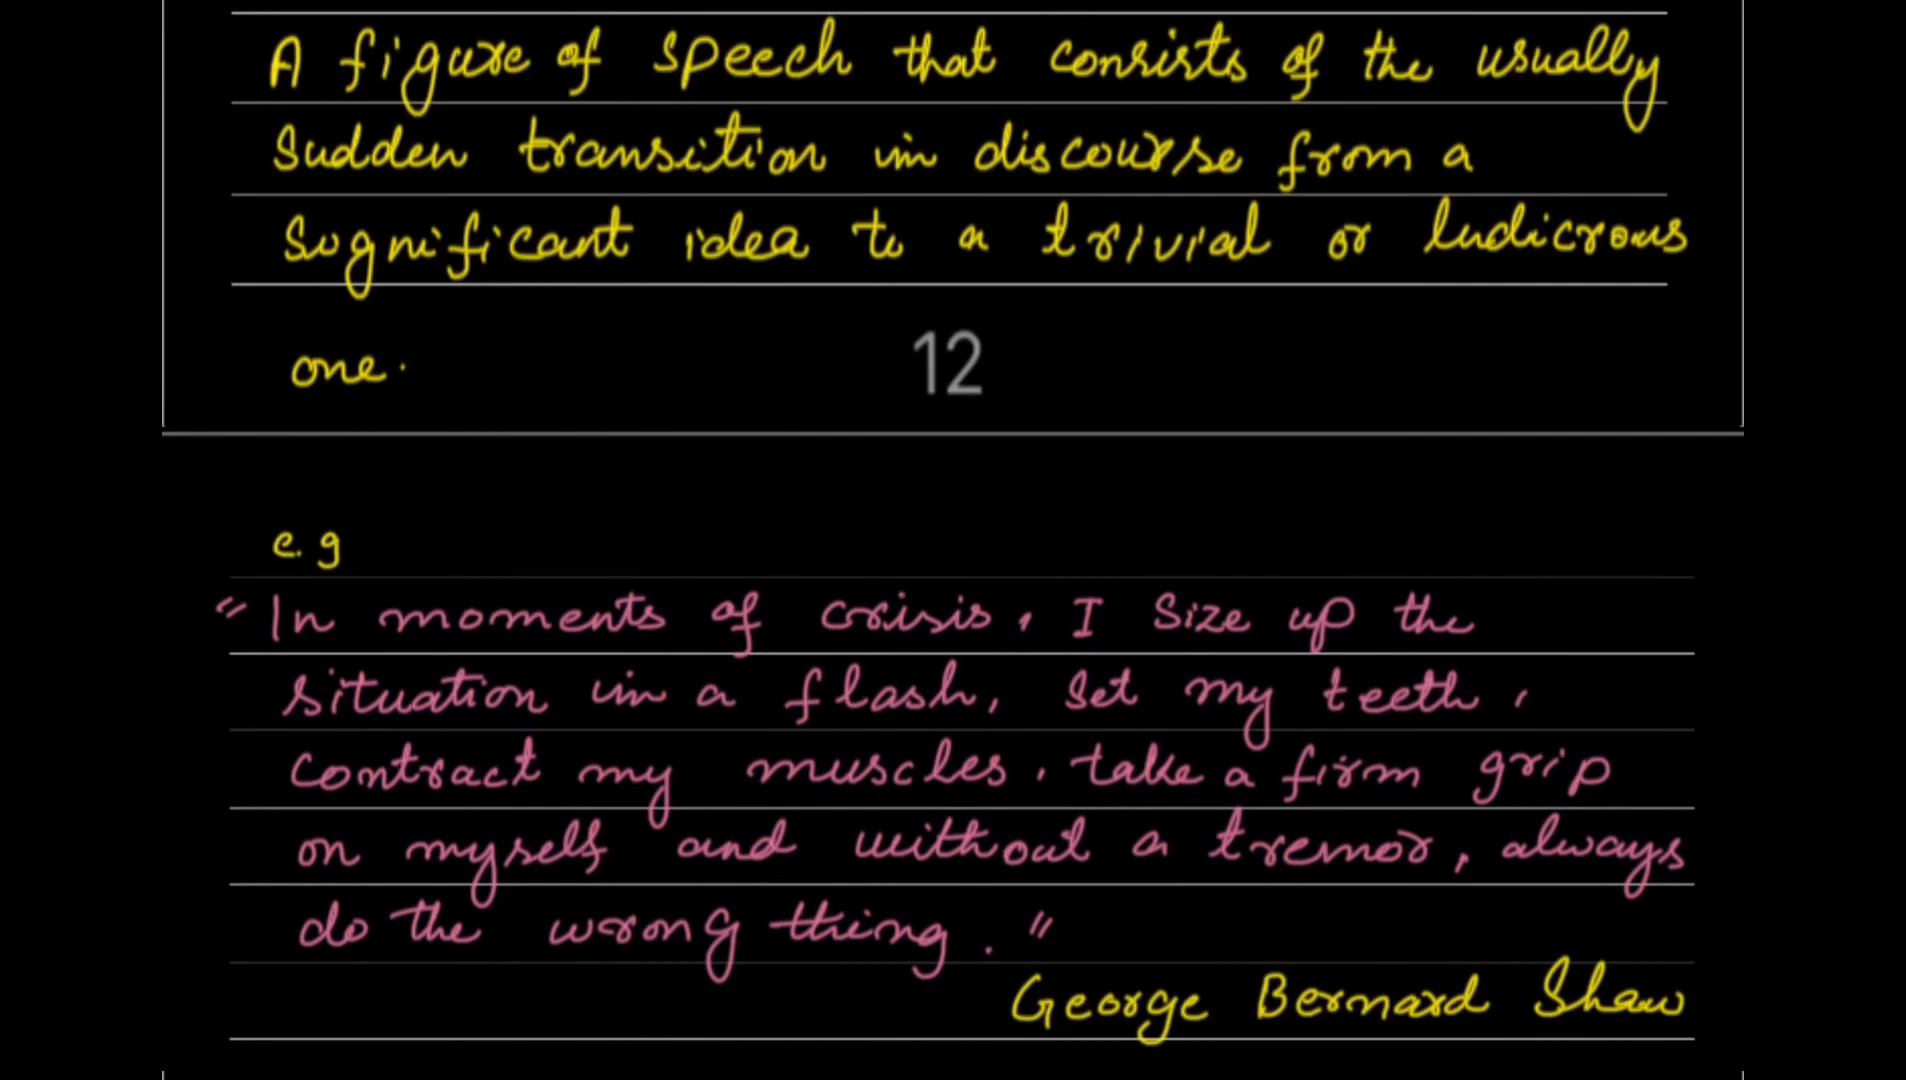 A figure of speech that consists of the usually
sudden transition in discourse from a
significant idea to a trivial or ludicrous
one.
12
e.g
"In moments of crisis, I size up the
situation in a flash, set my teeth,
contract my muscles, take a firm grip
on myself and without a tremor, always
do the wrong thing."
George Bernard Shaw